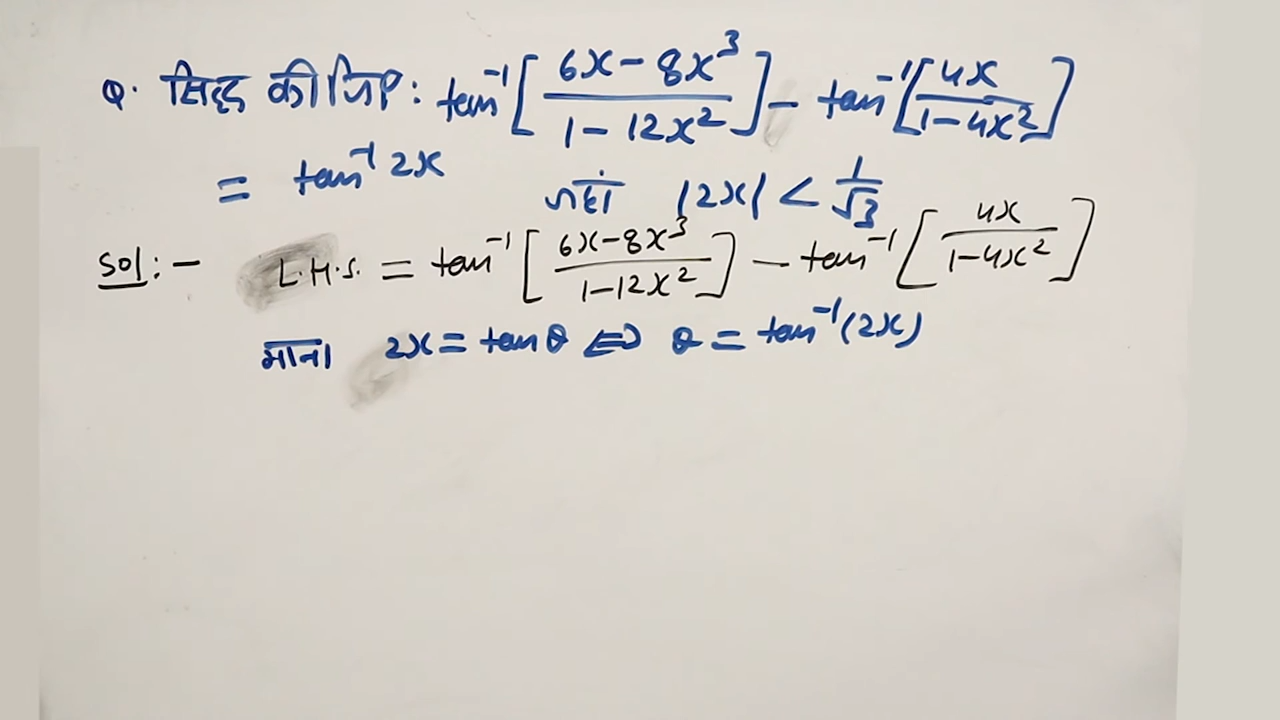 Q. सिद्ध कीजिए: tan⁻¹[(6x-8x³)/(1-12x²)] - tan⁻¹[(4x)/(1-4x²)]
= tan⁻¹ 2x जहां |2x| < 1/√3
Sol:- L.H.S. = tan⁻¹[(6x-8x³)/(1-12x²)] - tan⁻¹[(4x)/(1-4x²)]
माना 2x = tanθ ⇔ θ = tan⁻¹(2x)